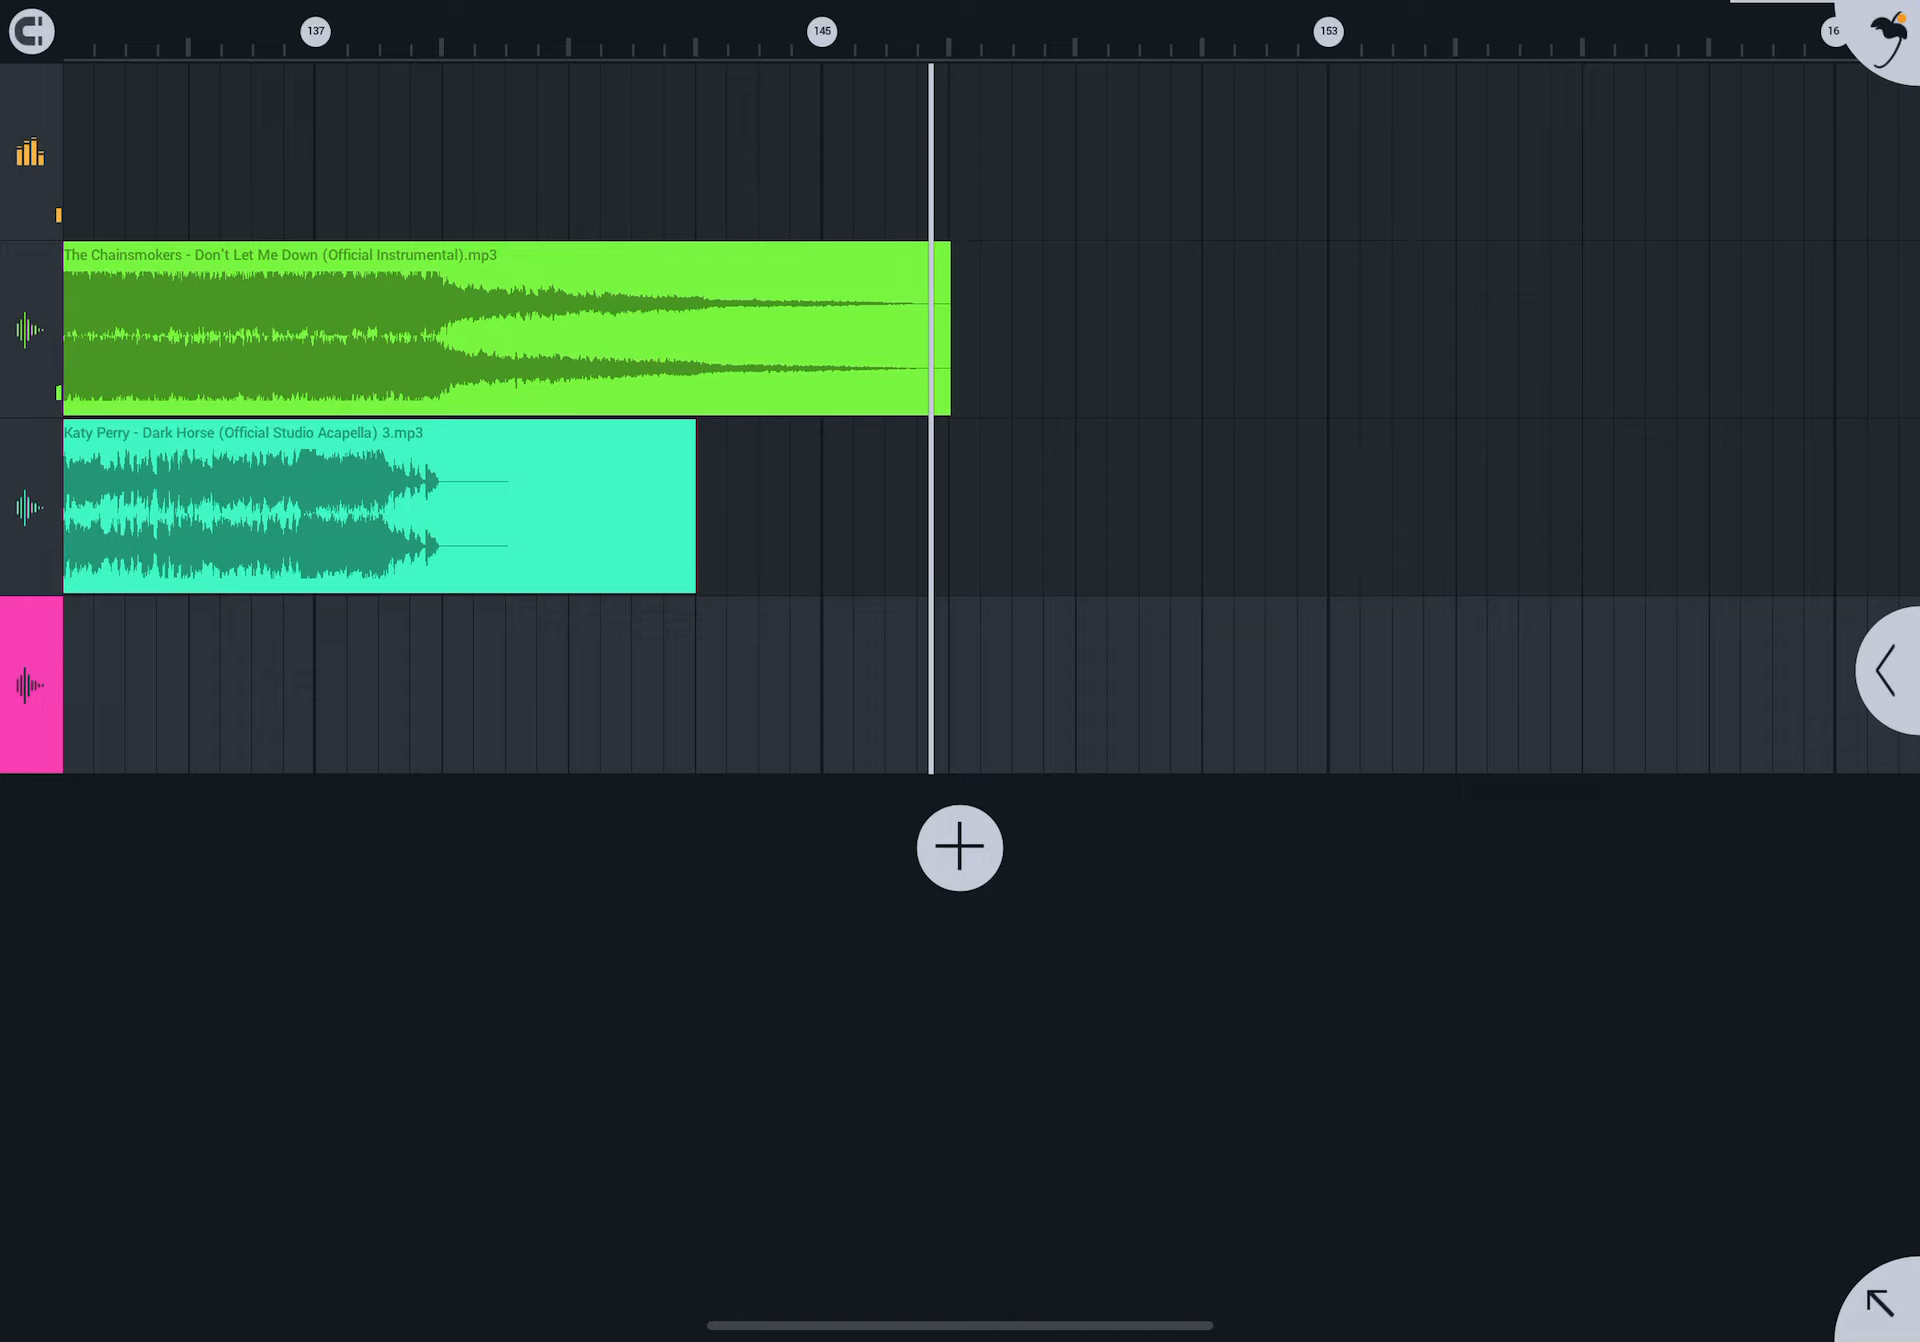 137
145
153
16
The Chainsmokers - Don't Let Me Down (Official Instrumental).mp3
Katy Perry - Dark Horse (Official Studio Acapella) 3.mp3